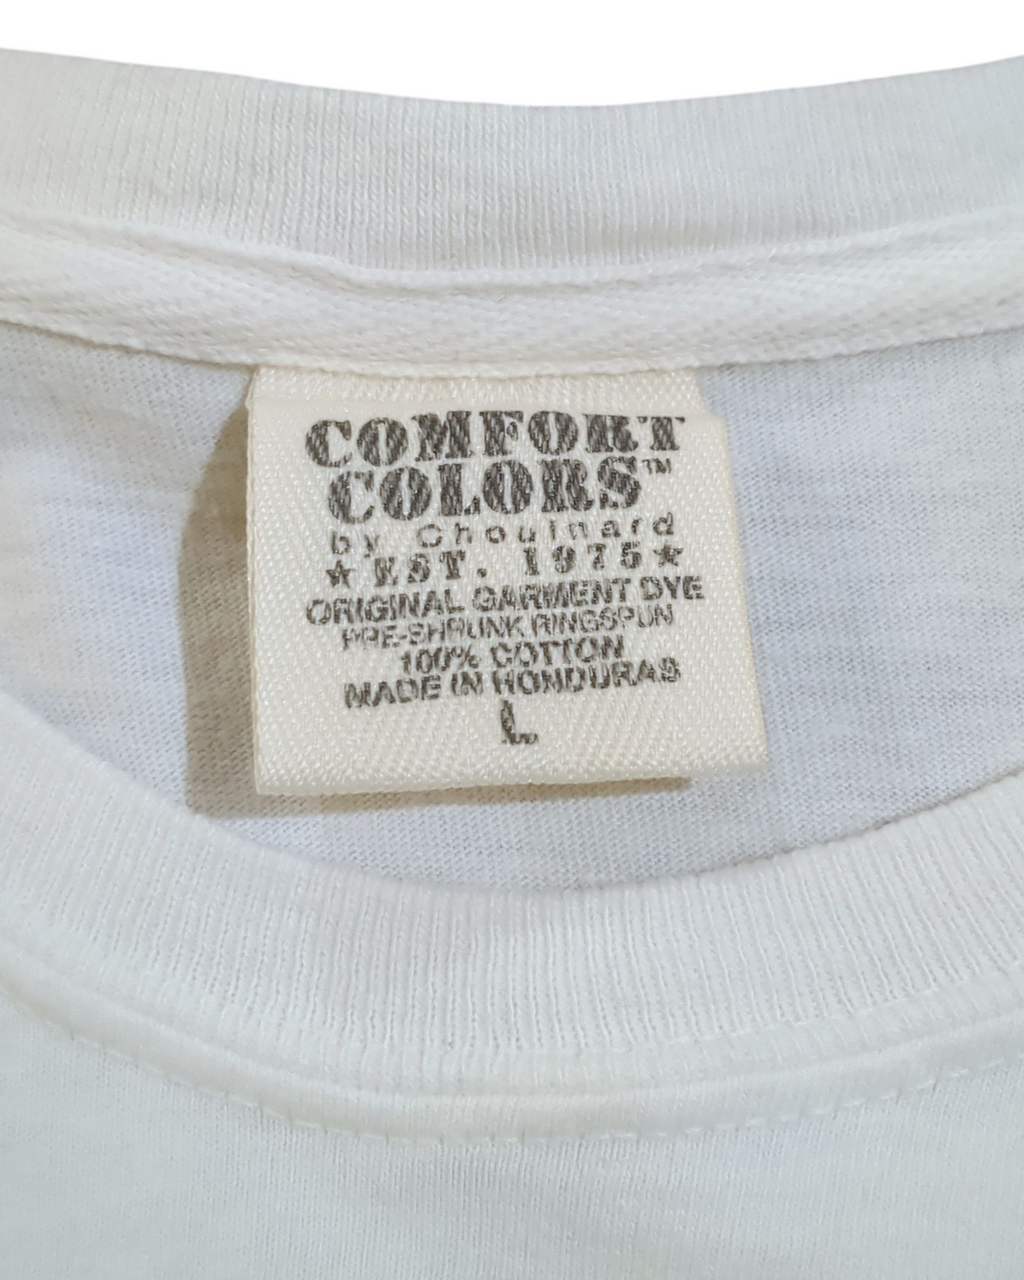 COMFORT
COLORS™
by Chouinard
★ EST. 1975 ★
ORIGINAL GARMENT DYE
PRE-SHRUNK RINGSPUN
100% COTTON
MADE IN HONDURAS
L